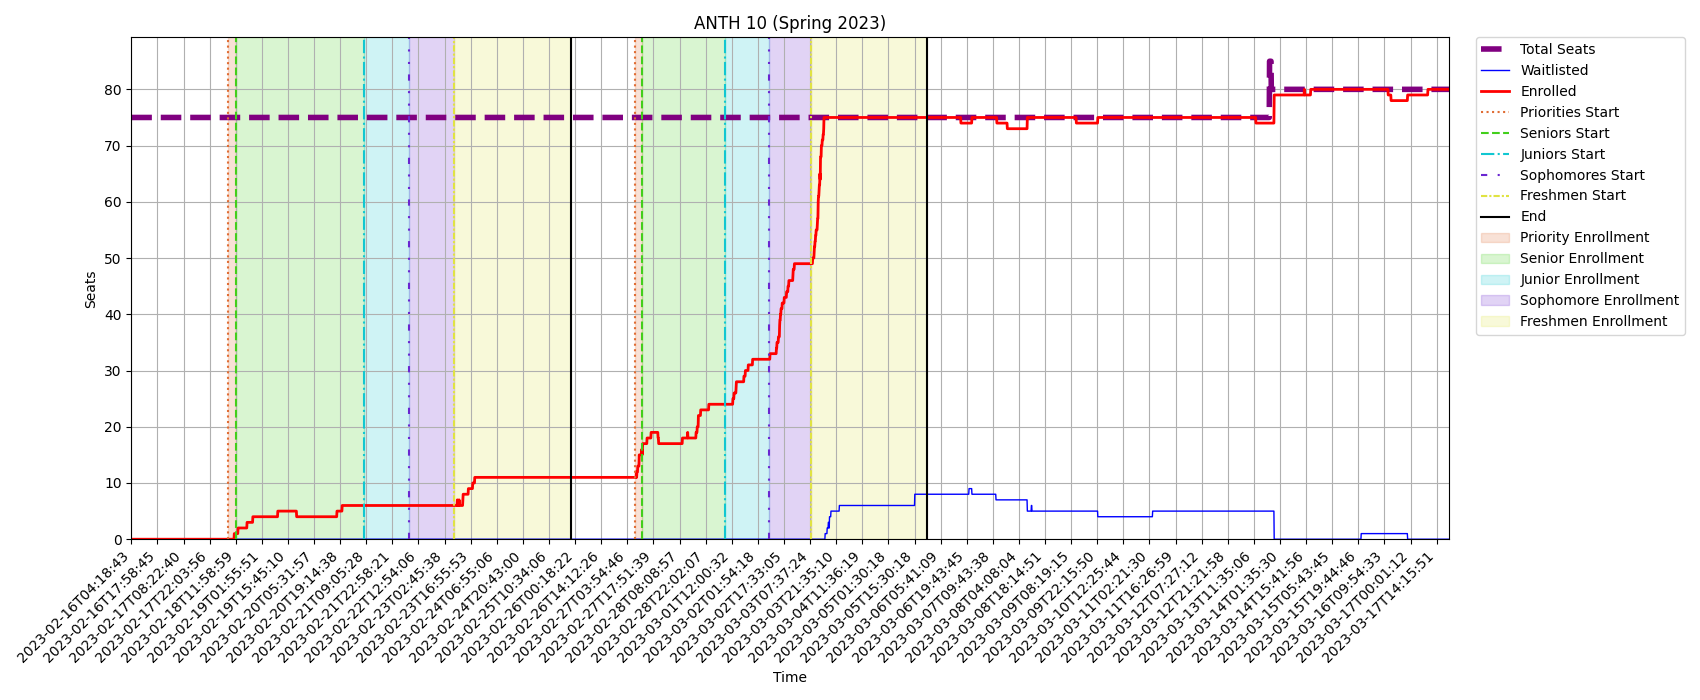 ANTH 10 (Spring 2023)
Seats
80
70
60
50
40
30
20
10
0
2023-02-16T04:18:43
2023-02-16T17:58:45
2023-02-17T08:22:40
2023-02-17T22:03:56
2023-02-18T11:58:59
2023-02-19T01:55:51
2023-02-19T15:45:10
2023-02-20T05:31:57
2023-02-20T19:14:38
2023-02-21T09:05:28
2023-02-21T22:58:21
2023-02-22T12:54:06
2023-02-23T02:45:38
2023-02-23T16:55:53
2023-02-24T06:55:06
2023-02-24T20:43:00
2023-02-25T10:34:06
2023-02-26T00:18:22
2023-02-26T14:12:26
2023-02-27T03:54:46
2023-02-27T17:51:39
2023-02-28T08:08:57
2023-02-28T22:02:07
2023-03-01T12:00:32
2023-03-02T01:54:18
2023-03-02T17:33:05
2023-03-03T07:37:24
2023-03-03T21:35:10
2023-03-04T11:36:19
2023-03-05T01:30:18
2023-03-05T15:30:18
2023-03-06T05:41:09
2023-03-06T19:43:45
2023-03-07T09:43:38
2023-03-08T04:08:04
2023-03-08T18:14:51
2023-03-09T08:19:15
2023-03-09T22:15:50
2023-03-10T12:25:44
2023-03-11T02:21:30
2023-03-11T16:26:59
2023-03-12T07:27:12
2023-03-12T21:21:58
2023-03-13T11:35:06
2023-03-14T01:35:30
2023-03-14T15:41:56
2023-03-15T05:43:45
2023-03-15T19:44:46
2023-03-16T09:54:33
2023-03-17T00:01:12
2023-03-17T14:15:51
Time
Total Seats
Waitlisted
Enrolled
Priorities Start
Seniors Start
Juniors Start
Sophomores Start
Freshmen Start
End
Priority Enrollment
Senior Enrollment
Junior Enrollment
Sophomore Enrollment
Freshmen Enrollment